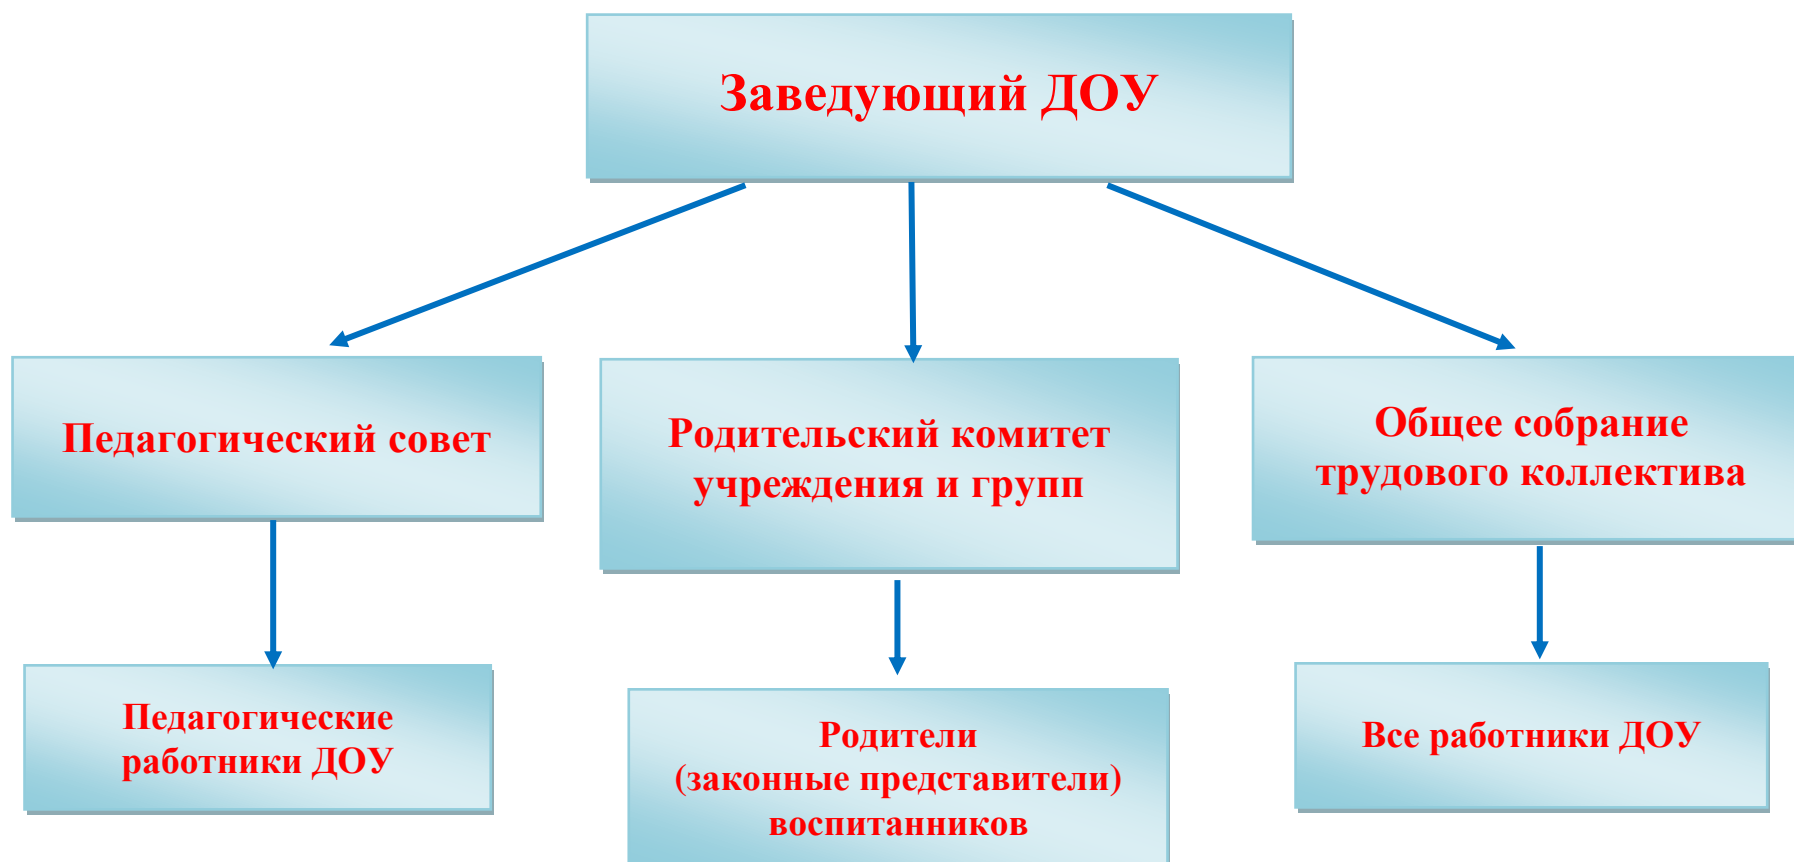 Заведующий ДОУ
Педагогический совет
Родительский комитет
учреждения и групп
Общее собрание
трудового коллектива
Педагогические
работники ДОУ
Родители
(законные представители)
воспитанников
Все работники ДОУ